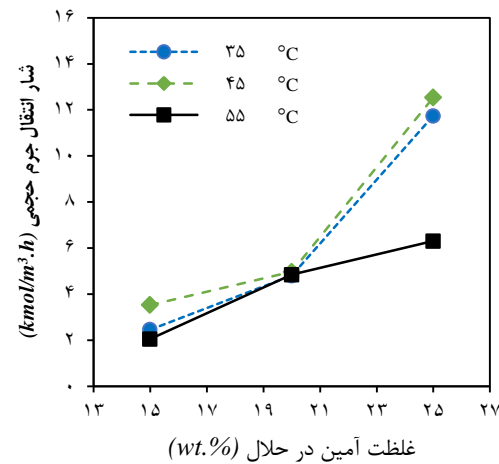 ۱۶
۱۴
۱۲
۱۰
۸
۶
۴
۲
۰
شار انتقال جرم حجمی (kmol/m³.h)
۳۵ °C
۴۵ °C
۵۵ °C
۱۳ ۱۵ ۱۷ ۱۹ ۲۱ ۲۳ ۲۵ ۲۷
غلظت آمین در حلال (wt.%)